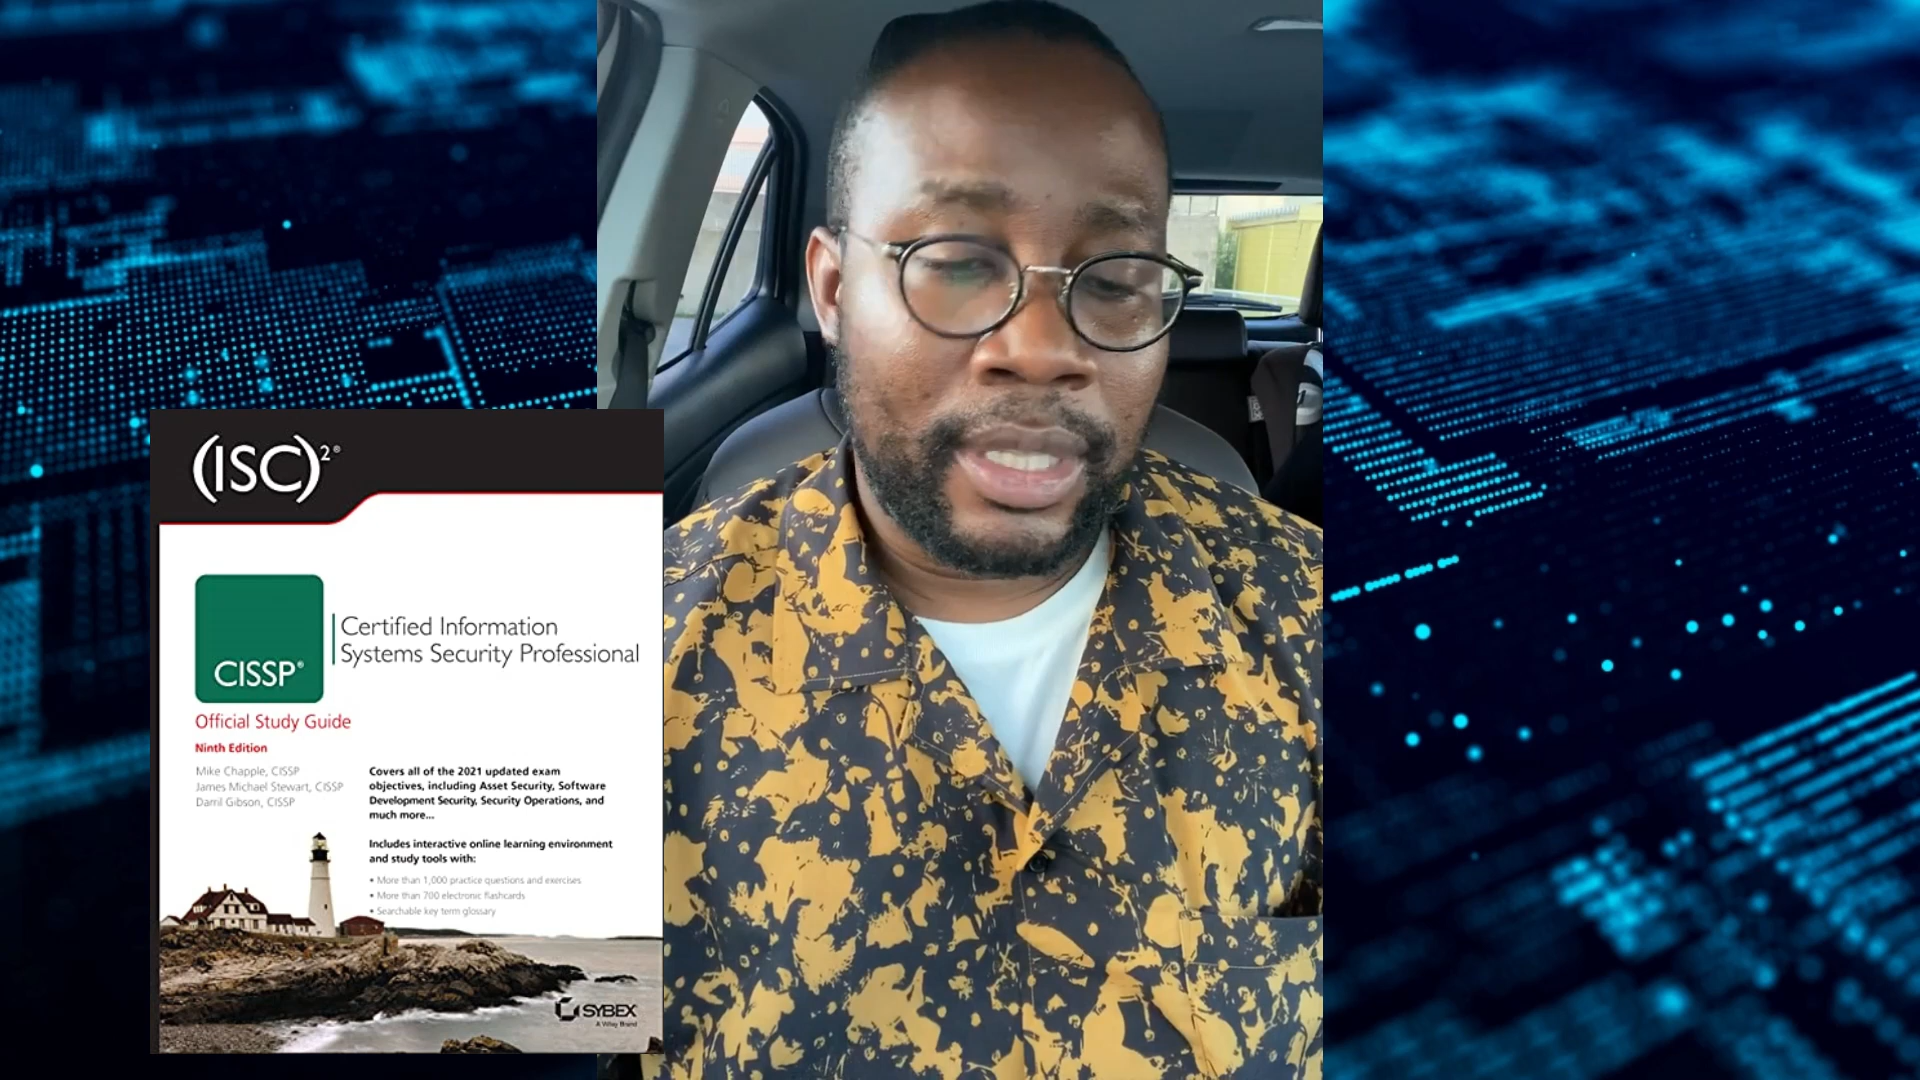 (ISC)²®
CISSP®
Certified Information
Systems Security Professional
Official Study Guide
Ninth Edition
Mike Chapple, CISSP
James Michael Stewart, CISSP
Darril Gibson, CISSP
Covers all of the 2021 updated exam
objectives, including Asset Security, Software
Development Security, Security Operations, and
much more...
Includes interactive online learning environment
and study tools with:
• More than 1,000 practice questions and exercises
• More than 700 electronic flashcards
• Searchable key term glossary
SYBEX
A Wiley Brand